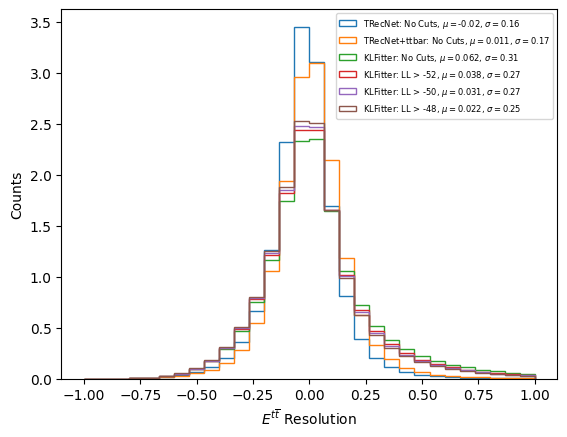 TRecNet: No Cuts, μ=-0.02, σ=0.16
TRecNet+ttbar: No Cuts, μ=0.011, σ=0.17
KLFitter: No Cuts, μ=0.062, σ=0.31
KLFitter: LL > -52, μ=0.038, σ=0.27
KLFitter: LL > -50, μ=0.031, σ=0.27
KLFitter: LL > -48, μ=0.022, σ=0.25
Counts
3.5
3.0
2.5
2.0
1.5
1.0
0.5
0.0
−1.00 −0.75 −0.50 −0.25 0.00 0.25 0.50 0.75 1.00
E^{tt̅} Resolution